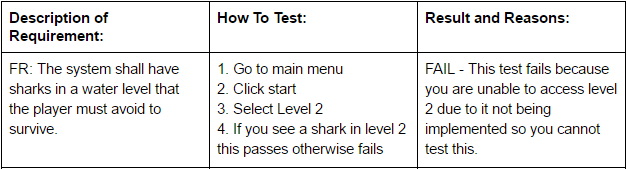 Description of
Requirement:
How To Test:
Result and Reasons:
FR: The system shall have
sharks in a water level that
the player must avoid to
survive.
1. Go to main menu
2. Click start
3. Select Level 2
4. If you see a shark in level 2
this passes otherwise fails
FAIL - This test fails because
you are unable to access level
2 due to it not being
implemented so you cannot
test this.